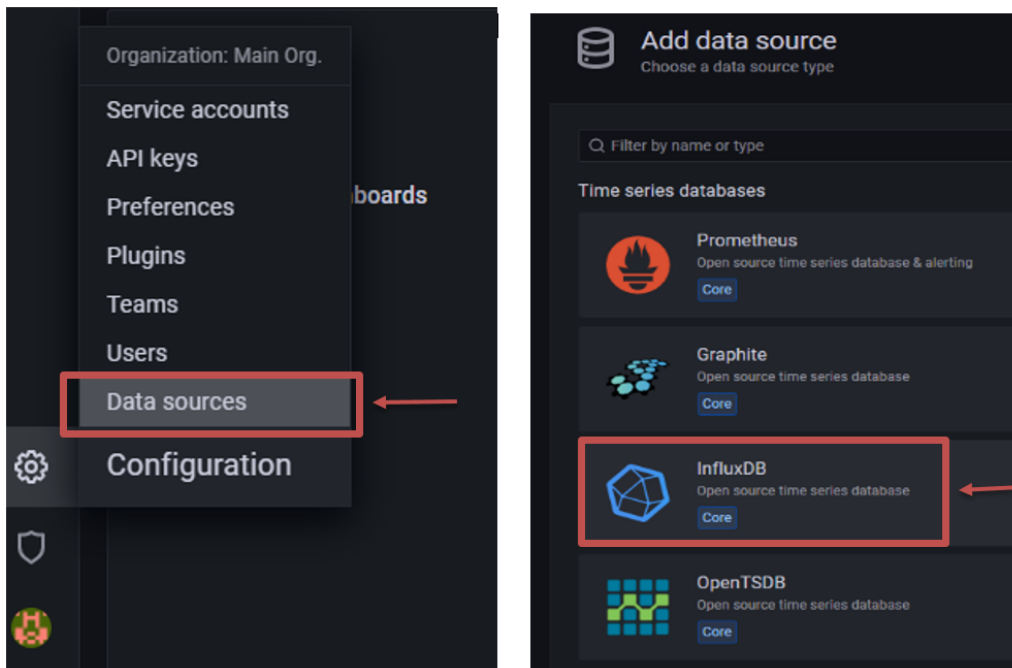 Organization: Main Org.
Service accounts
API keys
Preferences
boards
Plugins
Teams
Users
Data sources
Configuration
Add data source
Choose a data source type
Filter by name or type
Time series databases
Prometheus
Open source time series database & alerting
Core
Graphite
Open source time series database
Core
InfluxDB
Open source time series database
Core
OpenTSDB
Open source time series database
Core